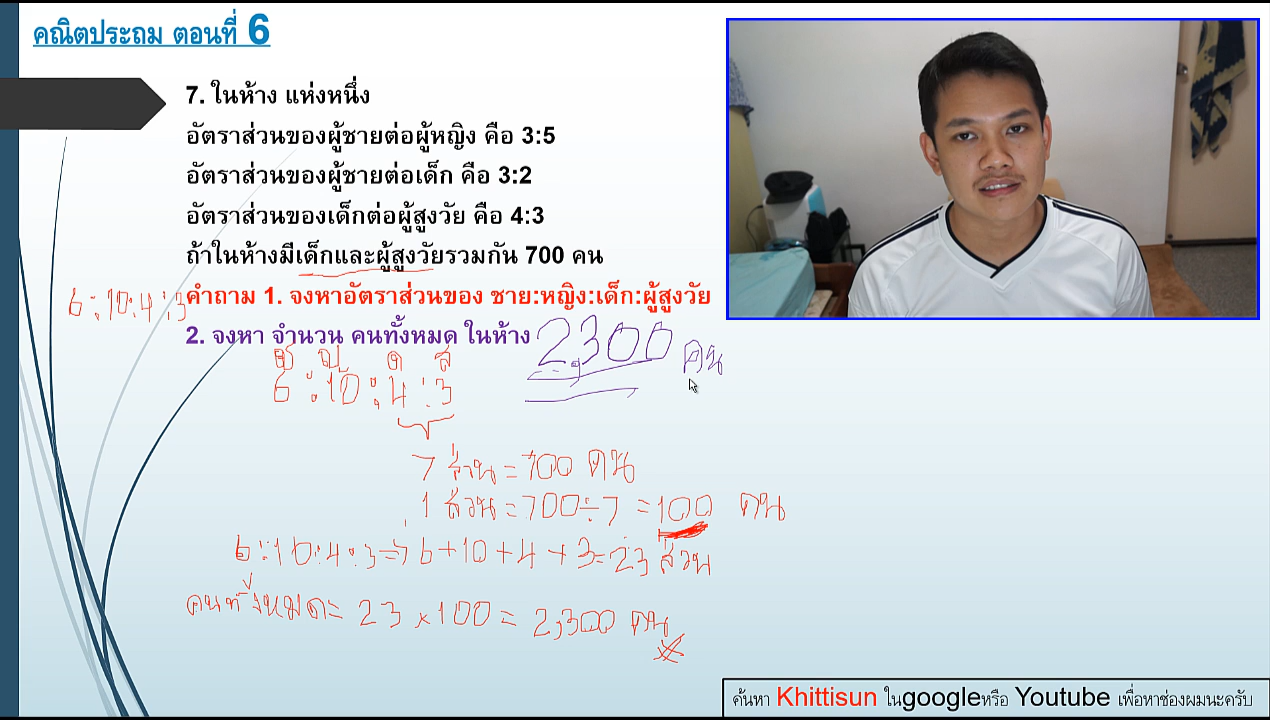 คณิตประถม ตอนที่ 6
7. ในห้าง แห่งหนึ่ง
อัตราส่วนของผู้ชายต่อผู้หญิง คือ 3:5
อัตราส่วนของผู้ชายต่อเด็ก คือ 3:2
อัตราส่วนของเด็กต่อผู้สูงวัย คือ 4:3
ถ้าในห้างมีเด็กและผู้สูงวัยรวมกัน 700 คน
6:10:4:3
คำถาม 1. จงหาอัตราส่วนของ ชาย:หญิง:เด็ก:ผู้สูงวัย
2. จงหา จำนวน คนทั้งหมด ในห้าง 2,300 คน
ช ญ ด ส
6:10:4:3
7 ส่วน = 700 คน
1 ส่วน = 700÷7 = 100 คน
6:10:4:3 ⇒ 6+10+4+3=23 ส่วน
คนทั้งหมด = 23 × 100 = 2,300 คน
ค้นหา Khittisun ในgoogleหรือ Youtube เพื่อหาช่องผมนะครับ